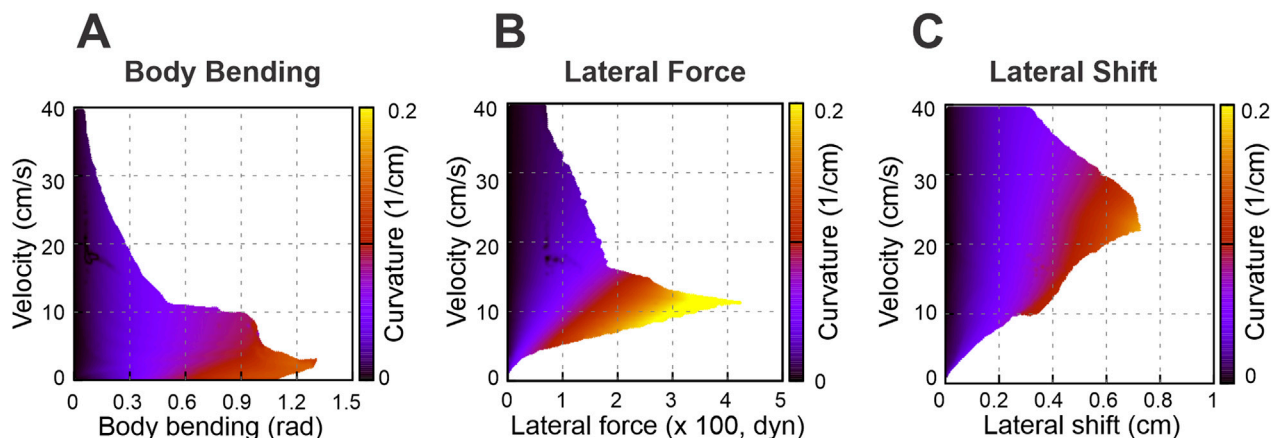 A
Body Bending
Velocity (cm/s)
40
30
20
10
0
0 0.3 0.6 0.9 1.2 1.5
Body bending (rad)
0.2
Curvature (1/cm)
0
B
Lateral Force
Velocity (cm/s)
40
30
20
10
0
0 1 2 3 4 5
Lateral force (x 100, dyn)
0.2
Curvature (1/cm)
0
C
Lateral Shift
Velocity (cm/s)
40
30
20
10
0
0 0.2 0.4 0.6 0.8 1
Lateral shift (cm)
0.2
Curvature (1/cm)
0